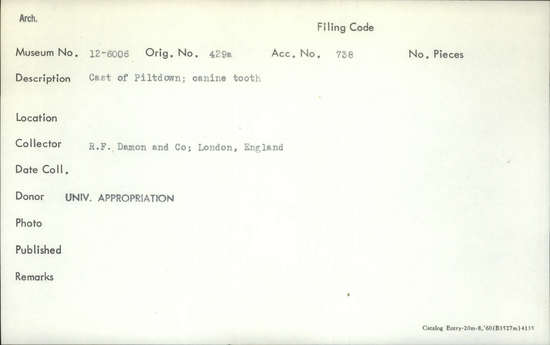 Arch.
Filing Code
Museum No. 12-6006 Orig. No. 429a Acc. No. 738 No. Pieces
Description Cast of Piltdown; canine tooth
Location
Collector R.F. Damon and Co; London, England
Date Coll.
Donor UNIV. APPROPRIATION
Photo
Published
Remarks
Catalog Entry-20m-8,'60(B3527m)4135